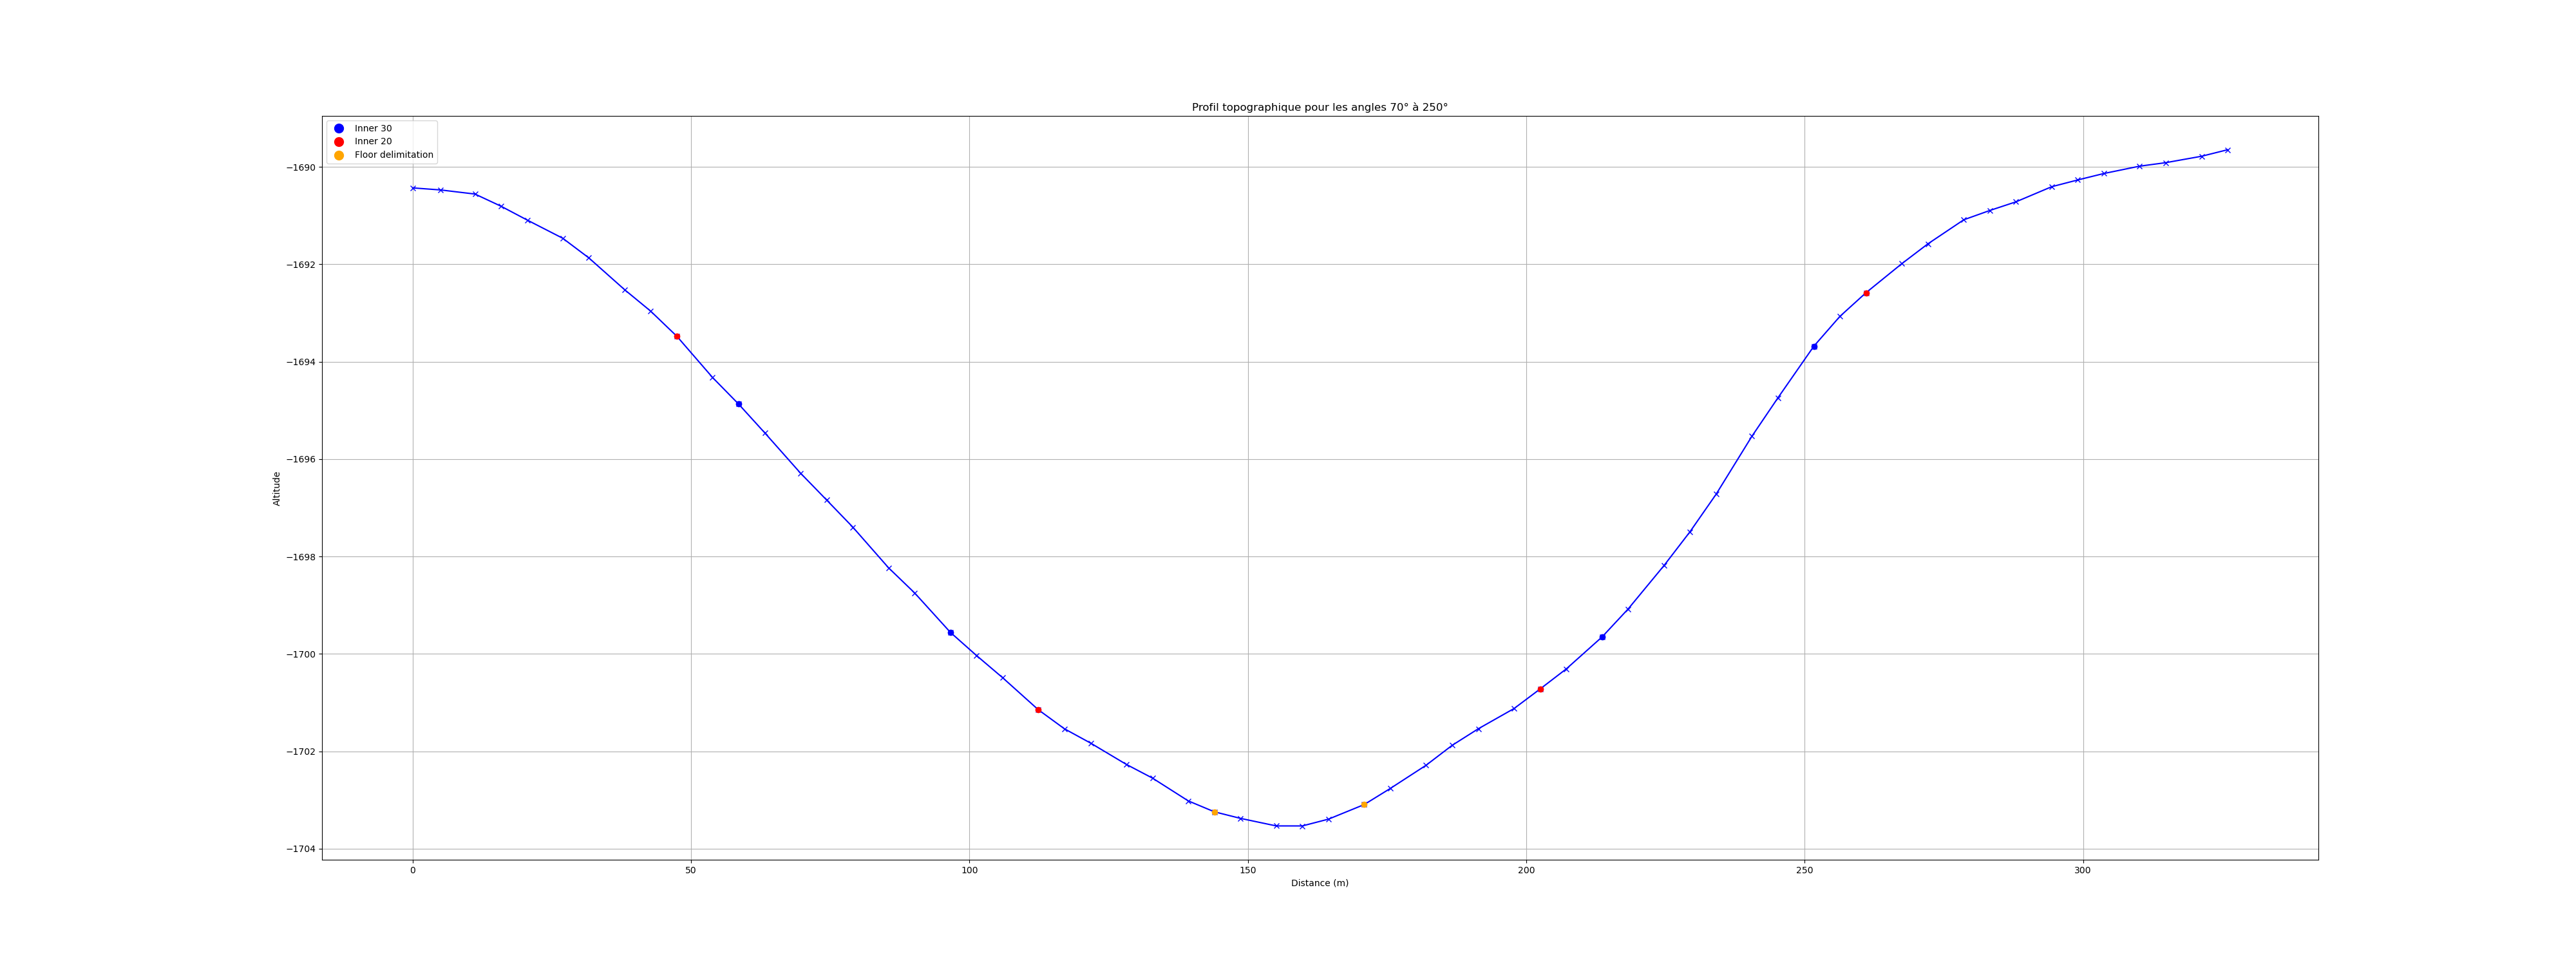 Profil topographique pour les angles 70° à 250°
Inner 30
Inner 20
Floor delimitation
−1690
−1692
−1694
−1696
−1698
−1700
−1702
−1704
Altitude
0 50 100 150 200 250 300
Distance (m)